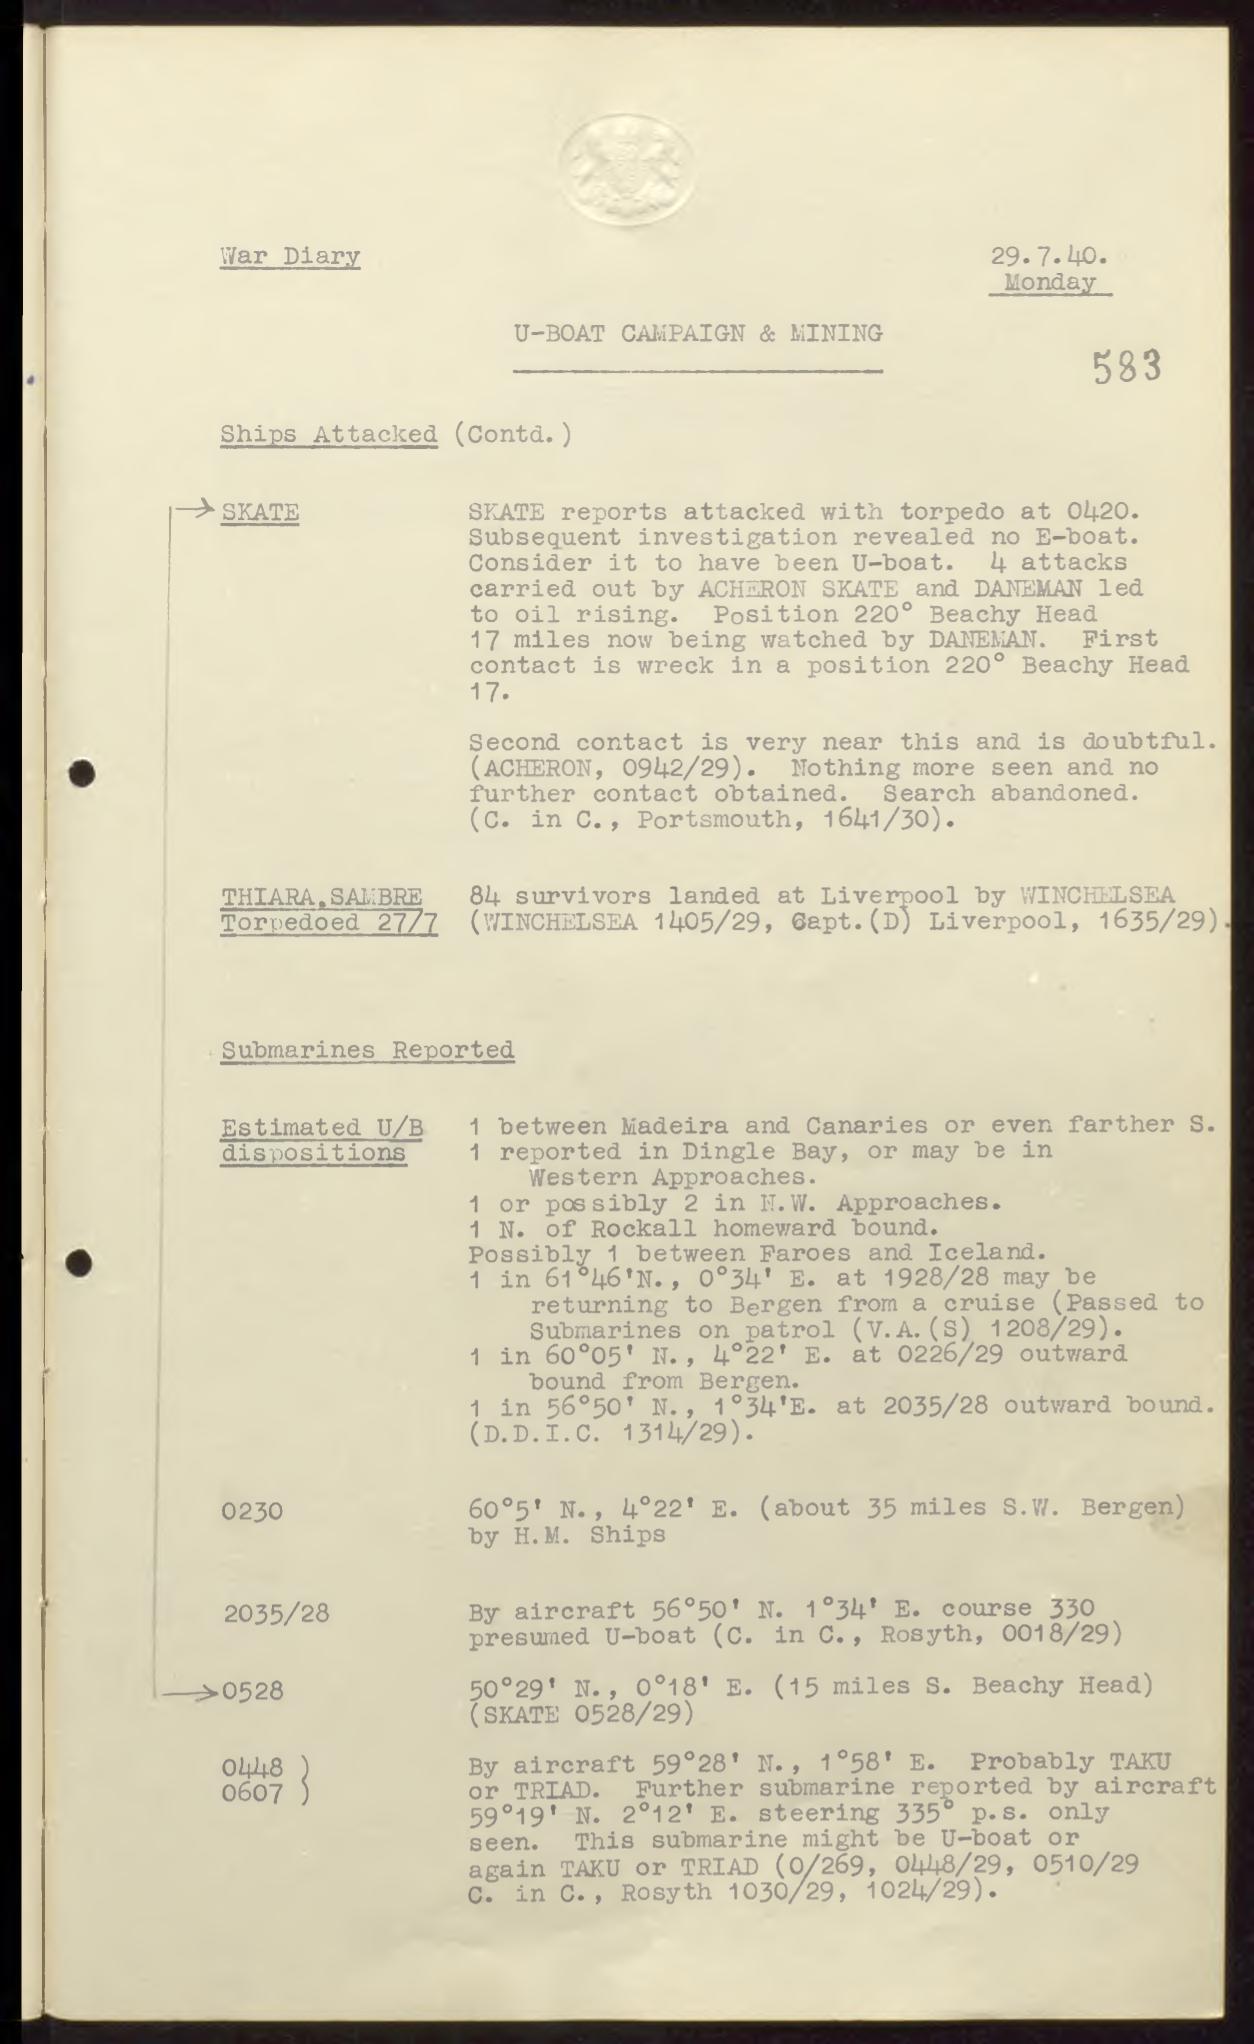 War Diary
29.7.40.
Monday
U-BOAT CAMPAIGN & MINING
583
Ships Attacked (Contd.)
SKATE
SKATE reports attacked with torpedo at 0420.
Subsequent investigation revealed no E-boat.
Consider it to have been U-boat. 4 attacks
carried out by ACHERON SKATE and DANEMAN led
to oil rising. Position 220° Beachy Head
17 miles now being watched by DANEMAN. First
contact is wreck in a position 220° Beachy Head
17.
Second contact is very near this and is doubtful.
(ACHERON, 0942/29). Nothing more seen and no
further contact obtained. Search abandoned.
(C. in C., Portsmouth, 1641/30).
THIARA, SAMBRE
Torpedoed 27/7
84 survivors landed at Liverpool by WINCHELSEA
(WINCHELSEA 1405/29, Capt.(D) Liverpool, 1635/29).
Submarines Reported
Estimated U/B
dispositions
1 between Madeira and Canaries or even farther S.
1 reported in Dingle Bay, or may be in
Western Approaches.
1 or possibly 2 in N.W. Approaches.
1 N. of Rockall homeward bound.
Possibly 1 between Faroes and Iceland.
1 in 61°46'N., 0°34' E. at 1928/28 may be
returning to Bergen from a cruise (Passed to
Submarines on patrol (V.A.(S) 1208/29).
1 in 60°05' N., 4°22' E. at 0226/29 outward
bound from Bergen.
1 in 56°50' N., 1°34'E. at 2035/28 outward bound.
(D.D.I.C. 1314/29).
0230
60°5' N., 4°22' E. (about 35 miles S.W. Bergen)
by H.M. Ships
2035/28
By aircraft 56°50' N. 1°34' E. course 330
presumed U-boat (C. in C., Rosyth, 0018/29)
0528
50°29' N., 0°18' E. (15 miles S. Beachy Head)
(SKATE 0528/29)
0448 )
0607 )
By aircraft 59°28' N., 1°58' E. Probably TAKU
or TRIAD. Further submarine reported by aircraft
59°19' N. 2°12' E. steering 335° p.s. only
seen. This submarine might be U-boat or
again TAKU or TRIAD (0/269, 0448/29, 0510/29
C. in C., Rosyth 1030/29, 1024/29).